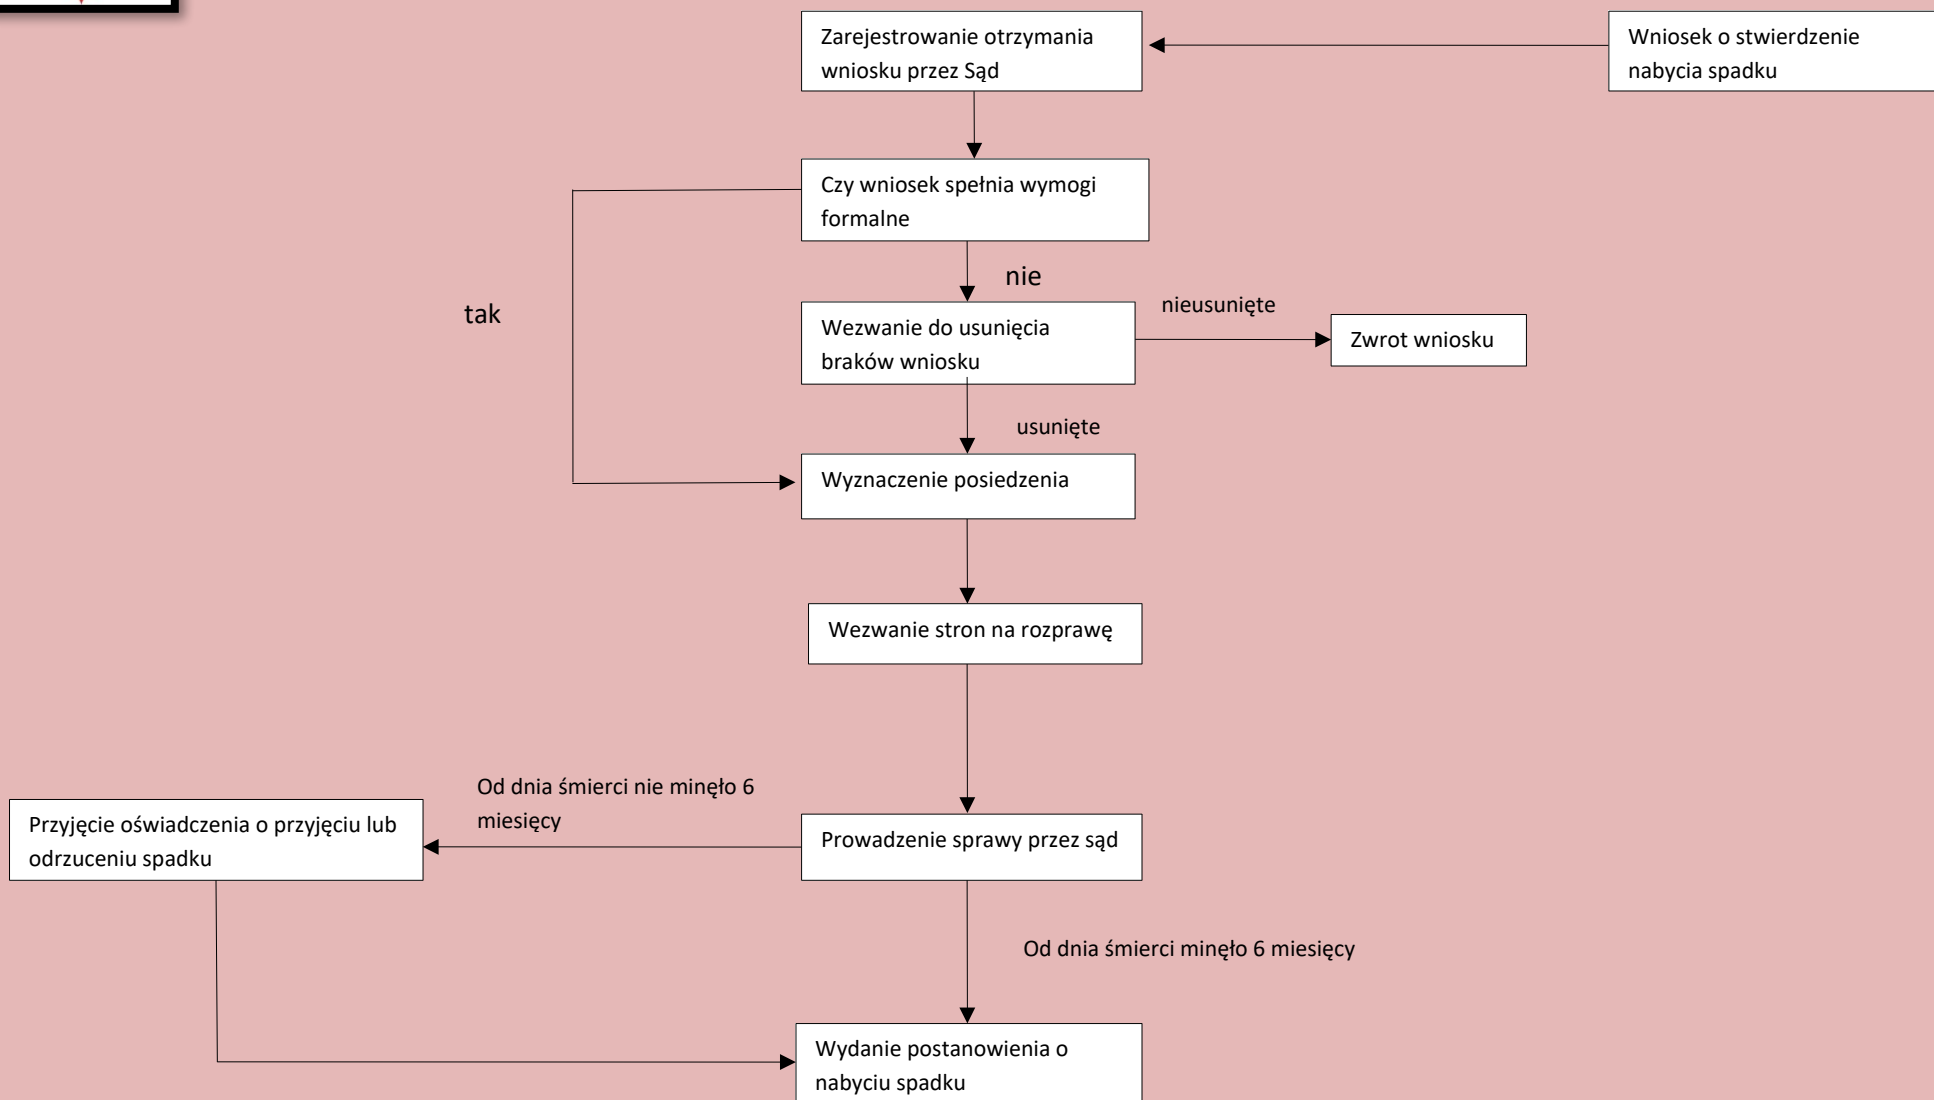 Zarejestrowanie otrzymania
wniosku przez Sąd
Wniosek o stwierdzenie
nabycia spadku
Czy wniosek spełnia wymogi
formalne
nie
tak
Wezwanie do usunięcia
braków wniosku
nieusunięte
Zwrot wniosku
usunięte
Wyznaczenie posiedzenia
Wezwanie stron na rozprawę
Od dnia śmierci nie minęło 6
miesięcy
Przyjęcie oświadczenia o przyjęciu lub
odrzuceniu spadku
Prowadzenie sprawy przez sąd
Od dnia śmierci minęło 6 miesięcy
Wydanie postanowienia o
nabyciu spadku